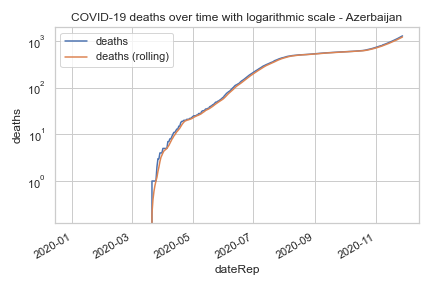 COVID-19 deaths over time with logarithmic scale - Azerbaijan
deaths
deaths (rolling)
10³
10²
10¹
10⁰
deaths
2020-01
2020-03
2020-05
2020-07
2020-09
2020-11
dateRep